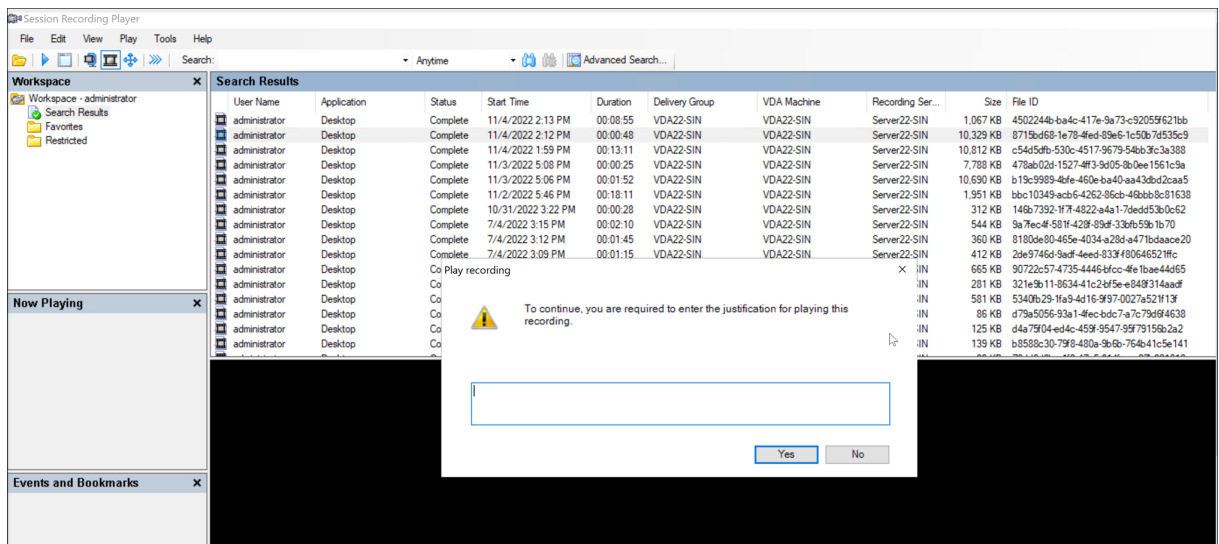 Session Recording Player
File Edit View Play Tools Help
Search: Anytime Advanced Search...
Workspace x
Workspace - administrator
Search Results
Favorites
Restricted
Search Results
User Name Application Status Start Time Duration Delivery Group VDA Machine Recording Ser... Size File ID
administrator Desktop Complete 11/4/2022 2:13 PM 00:08:55 VDA22-SIN VDA22-SIN Server22-SIN 1,067 KB 4502244b-ba4c-417e-9a73-c92055f621bb
administrator Desktop Complete 11/4/2022 2:12 PM 00:00:48 VDA22-SIN VDA22-SIN Server22-SIN 10,329 KB 8715bd68-1e78-4fed-89e6-1c50b7d535c9
administrator Desktop Complete 11/4/2022 1:59 PM 00:13:11 VDA22-SIN VDA22-SIN Server22-SIN 10,812 KB c54d5dfb-530c-4517-9679-54bb3fc3a388
administrator Desktop Complete 11/3/2022 5:08 PM 00:00:25 VDA22-SIN VDA22-SIN Server22-SIN 7,788 KB 478ab02d-1527-4ff3-9d05-8b0ee1561c9a
administrator Desktop Complete 11/3/2022 5:06 PM 00:01:52 VDA22-SIN VDA22-SIN Server22-SIN 10,690 KB b19c9989-4bfe-460e-ba40-aa43dbd2caa5
administrator Desktop Complete 11/2/2022 5:46 PM 00:18:11 VDA22-SIN VDA22-SIN Server22-SIN 1,951 KB bbc10349-acb6-4262-86cb-46bbb8c81638
administrator Desktop Complete 10/31/2022 3:22 PM 00:00:28 VDA22-SIN VDA22-SIN Server22-SIN 312 KB 146b7392-1f7f-4822-a4a1-7dedd53b0c62
administrator Desktop Complete 7/4/2022 3:15 PM 00:02:10 VDA22-SIN VDA22-SIN Server22-SIN 544 KB 9a7fec4f-581f-428f-89df-33bfb59b1b70
administrator Desktop Complete 7/4/2022 3:12 PM 00:01:45 VDA22-SIN VDA22-SIN Server22-SIN 360 KB 8180de80-465e-4034-a28d-a471bdaace20
administrator Desktop Complete 7/4/2022 3:09 PM 00:01:15 VDA22-SIN VDA22-SIN Server22-SIN 412 KB 2de9746d-9adf-4eed-833f-f80646521ffc
administrator Desktop Co IN 665 KB 90722c57-4735-4446-bfcc-4fe1bae44d65
administrator Desktop Co IN 281 KB 321e9b11-8634-41c2-bf5e-e848f314aadf
administrator Desktop Co IN 581 KB 5340fb29-1fa9-4d16-9f97-0027a521f13f
administrator Desktop Co IN 86 KB d79a5056-93a1-4fec-bdc7-a7c79d6f4638
administrator Desktop Co IN 125 KB d4a75f04-ed4c-459f-9547-95f79156b2a2
administrator Desktop Co IN 139 KB b8588c30-79f8-480a-9b6b-764b41c5e141
Play recording
To continue, you are required to enter the justification for playing this
recording.
Yes No
Now Playing x
Events and Bookmarks x